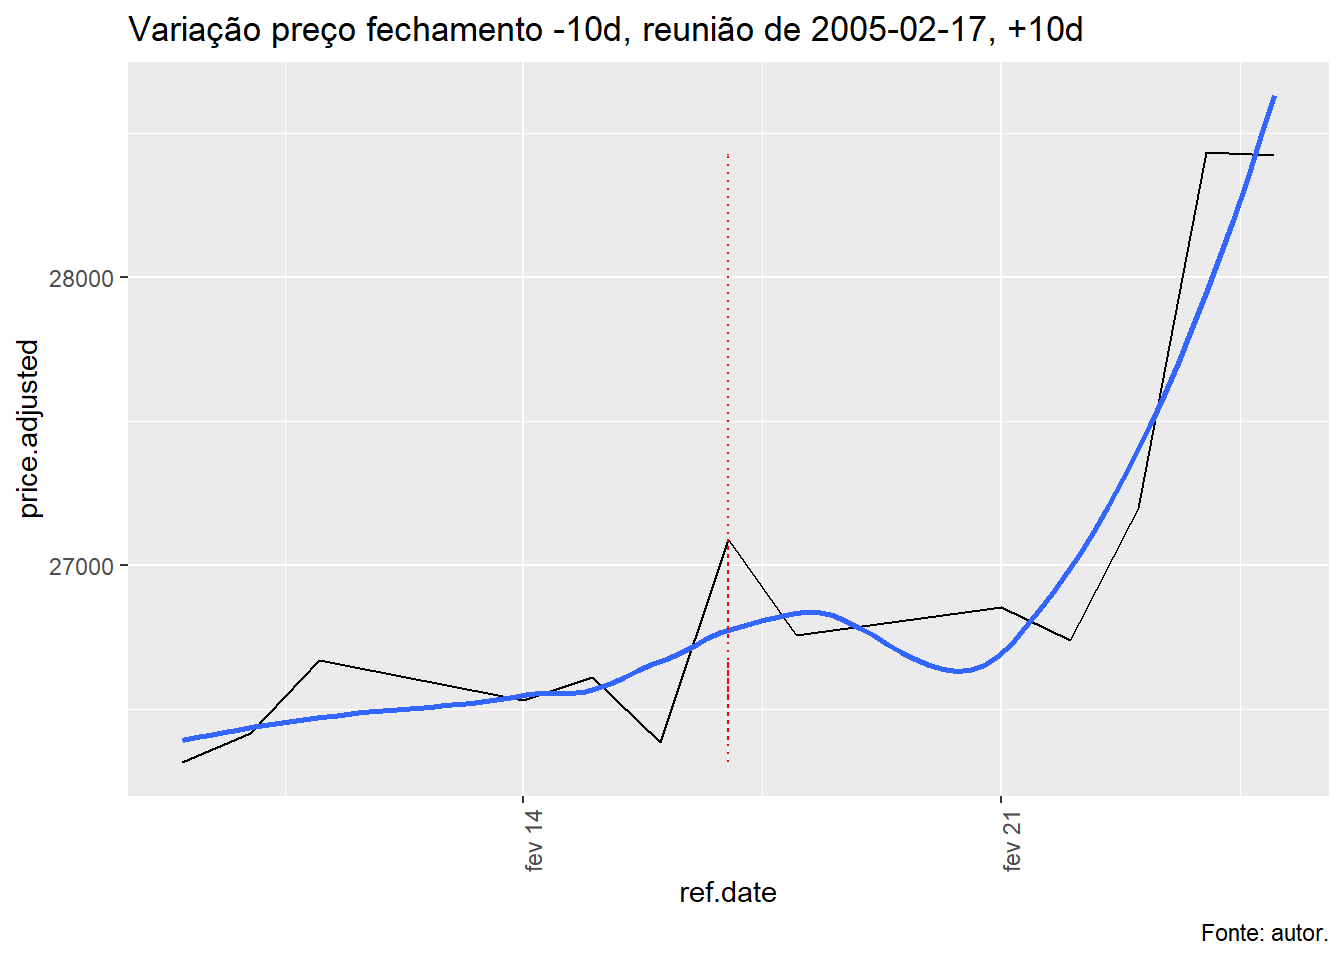 Variação preço fechamento -10d, reunião de 2005-02-17, +10d
price.adjusted
28000
27000
fev 14
fev 21
ref.date
Fonte: autor.